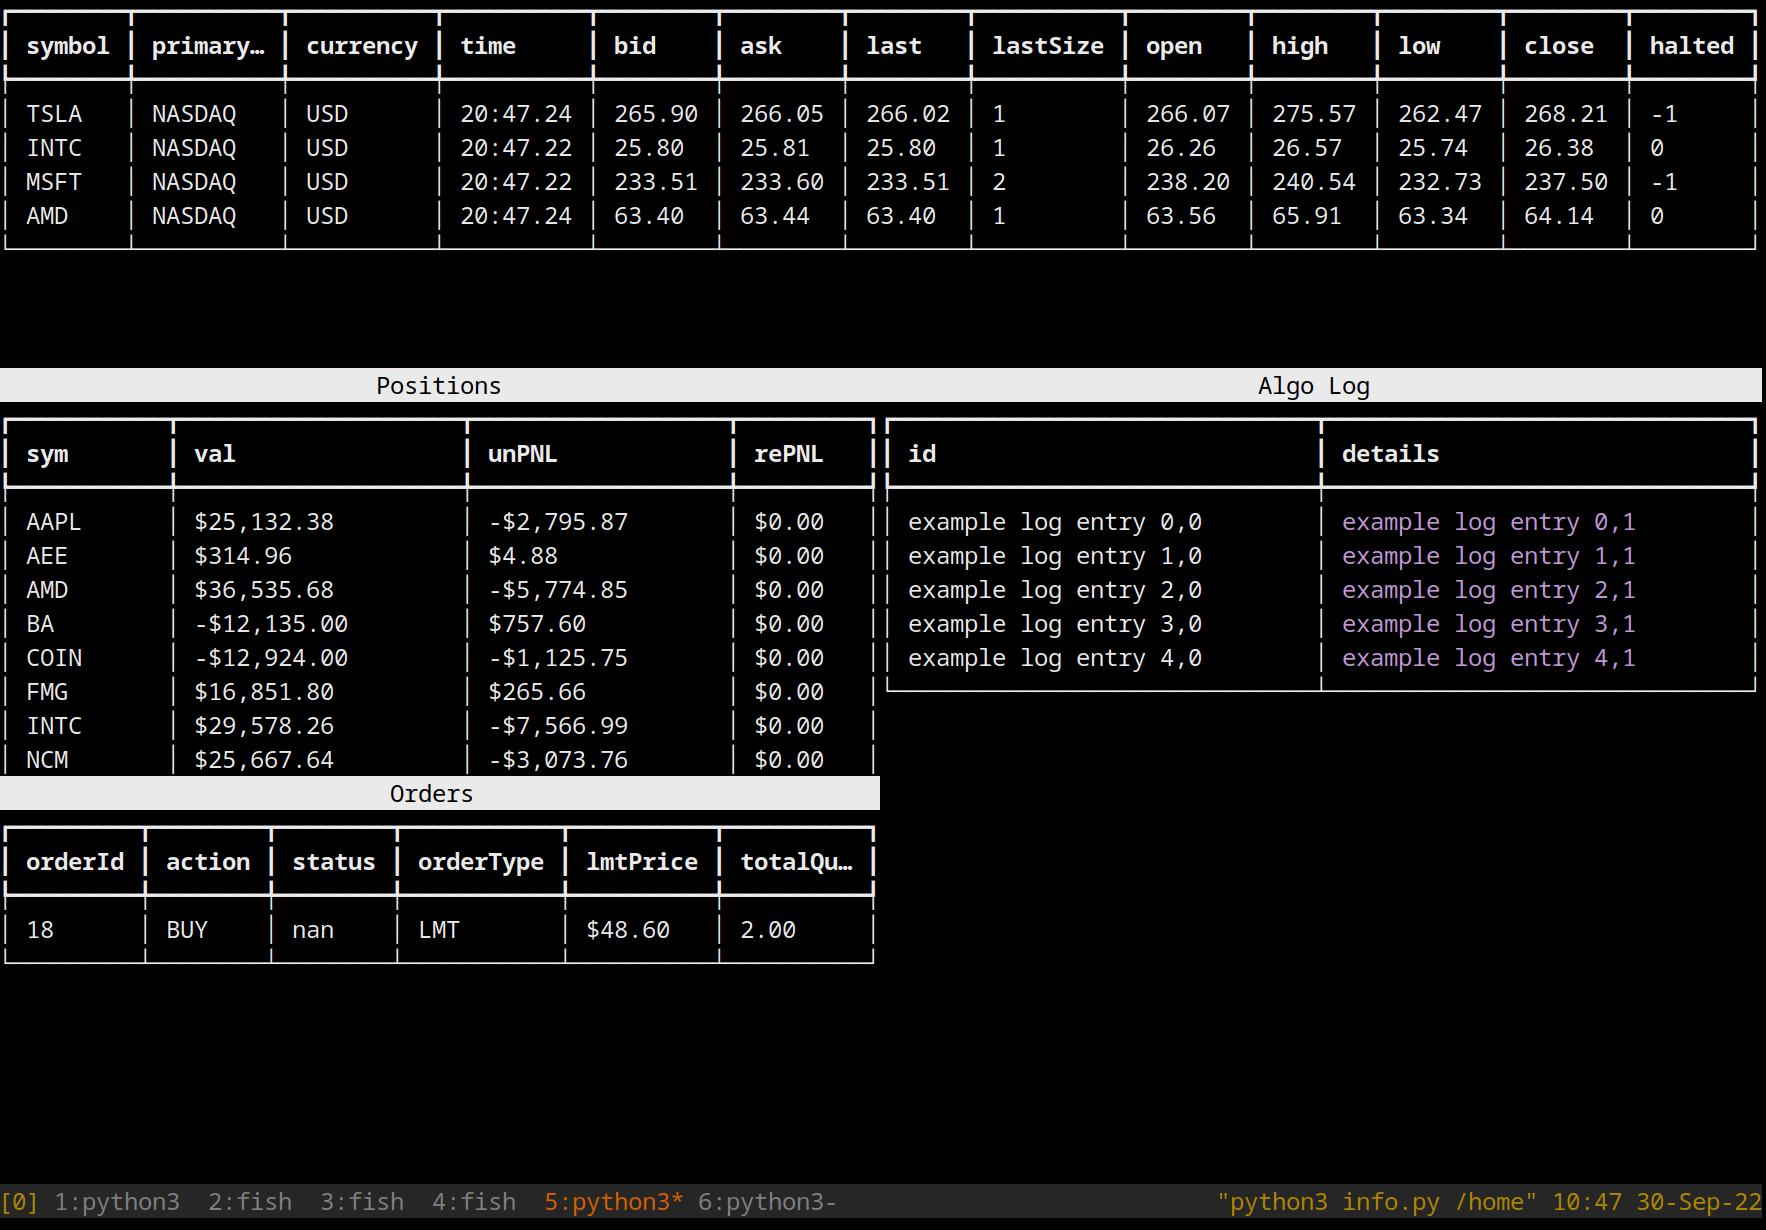 symbol primary… currency time bid ask last lastSize open high low close halted
TSLA NASDAQ USD 20:47.24 265.90 266.05 266.02 1 266.07 275.57 262.47 268.21 -1
INTC NASDAQ USD 20:47.22 25.80 25.81 25.80 1 26.26 26.57 25.74 26.38 0
MSFT NASDAQ USD 20:47.22 233.51 233.60 233.51 2 238.20 240.54 232.73 237.50 -1
AMD NASDAQ USD 20:47.24 63.40 63.44 63.40 1 63.56 65.91 63.34 64.14 0
Positions
sym val unPNL rePNL
AAPL $25,132.38 -$2,795.87 $0.00
AEE $314.96 $4.88 $0.00
AMD $36,535.68 -$5,774.85 $0.00
BA -$12,135.00 $757.60 $0.00
COIN -$12,924.00 -$1,125.75 $0.00
FMG $16,851.80 $265.66 $0.00
INTC $29,578.26 -$7,566.99 $0.00
NCM $25,667.64 -$3,073.76 $0.00
Algo Log
id details
example log entry 0,0 example log entry 0,1
example log entry 1,0 example log entry 1,1
example log entry 2,0 example log entry 2,1
example log entry 3,0 example log entry 3,1
example log entry 4,0 example log entry 4,1
Orders
orderId action status orderType lmtPrice totalQu…
18 BUY nan LMT $48.60 2.00
[0] 1:python3 2:fish 3:fish 4:fish 5:python3* 6:python3- "python3 info.py /home" 10:47 30-Sep-22